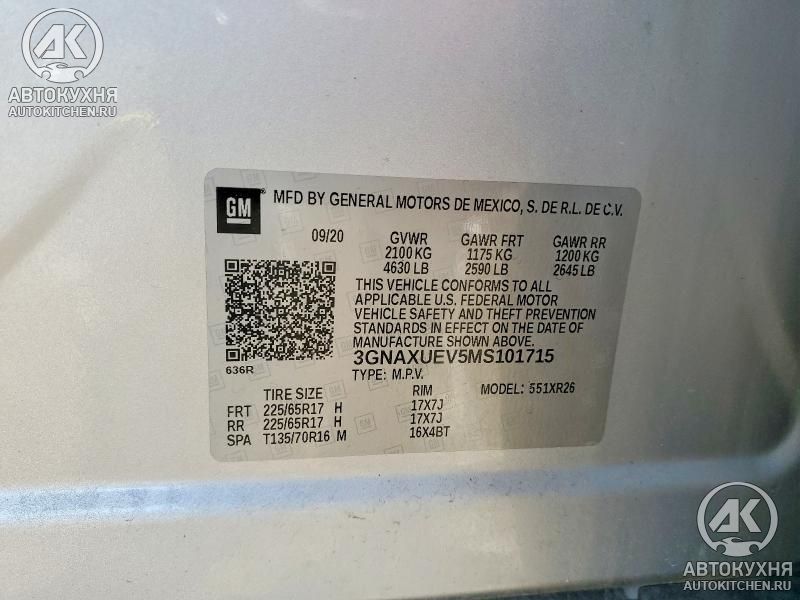 AK
АВТОКУХНЯ
AUTOKITCHEN.RU
GM
MFD BY GENERAL MOTORS DE MEXICO, S. DE R.L. DE C.V.
09/20 GVWR GAWR FRT GAWR RR
2100 KG 1175 KG 1200 KG
4630 LB 2590 LB 2645 LB
THIS VEHICLE CONFORMS TO ALL
APPLICABLE U.S. FEDERAL MOTOR
VEHICLE SAFETY AND THEFT PREVENTION
STANDARDS IN EFFECT ON THE DATE OF
MANUFACTURE SHOWN ABOVE.
636R 3GNAXUEV5MS101715
TYPE: M.P.V. MODEL: 551XR26
TIRE SIZE RIM
FRT 225/65R17 H 17X7J
RR 225/65R17 H 17X7J
SPA T135/70R16 M 16X4BT
AK
АВТОКУХНЯ
AUTOKITCHEN.RU